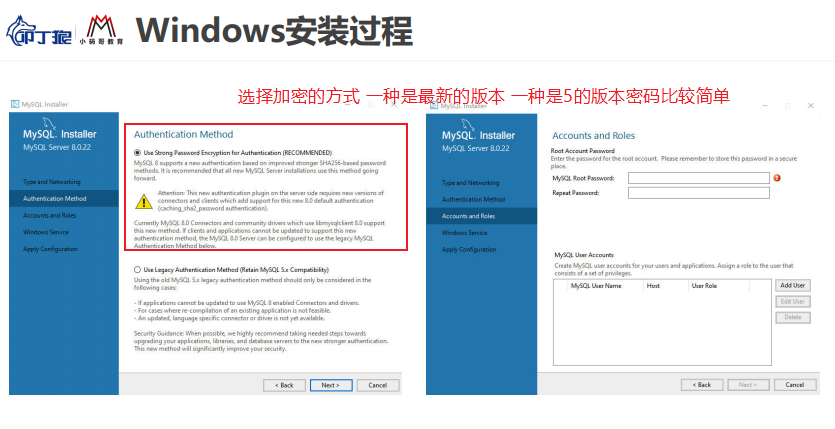 叩丁狼
小码哥教育
Windows安装过程
选择加密的方式 一种是最新的版本 一种是5的版本密码比较简单
MySQL Installer
MySQL. Installer
MySQL Server 8.0.22
Type and Networking
Authentication Method
Accounts and Roles
Windows Service
Apply Configuration
Authentication Method
Use Strong Password Encryption for Authentication (RECOMMENDED)
MySQL 8 supports a new authentication based on improved stronger SHA256-based password
methods. It is recommended that all new MySQL Server installations use this method going
forward.
Attention: This new authentication plugin on the server side requires new versions of
connectors and clients which add support for this new 8.0 default authentication
(caching_sha2_password authentication).
Currently MySQL 8.0 Connectors and community drivers which use libmysqlclient 8.0 support
this new method. If clients and applications cannot be updated to support this new
authentication method, the MySQL 8.0 Server can be configured to use the legacy MySQL
Authentication Method below.
Use Legacy Authentication Method (Retain MySQL 5.x Compatibility)
Using the old MySQL 5.x legacy authentication method should only be considered in the
following cases:
- If applications cannot be updated to use MySQL 8 enabled Connectors and drivers.
- For cases where re-compilation of an existing application is not feasible.
- An updated, language specific connector or driver is not yet available.
Security Guidance: When possible, we highly recommend taking needed steps towards
upgrading your applications, libraries, and database servers to the new stronger authentication.
This new method will significantly improve your security.
< Back
Next >
Cancel
MySQL Installer
MySQL. Installer
MySQL Server 8.0.22
Type and Networking
Authentication Method
Accounts and Roles
Windows Service
Apply Configuration
Accounts and Roles
Root Account Password
Enter the password for the root account. Please remember to store this password in a secure
place.
MySQL Root Password:
Repeat Password:
MySQL User Accounts
Create MySQL user accounts for your users and applications. Assign a role to the user that
consists of a set of privileges.
MySQL User Name Host User Role
Add User
Edit User
Delete
< Back
Next >
Cancel